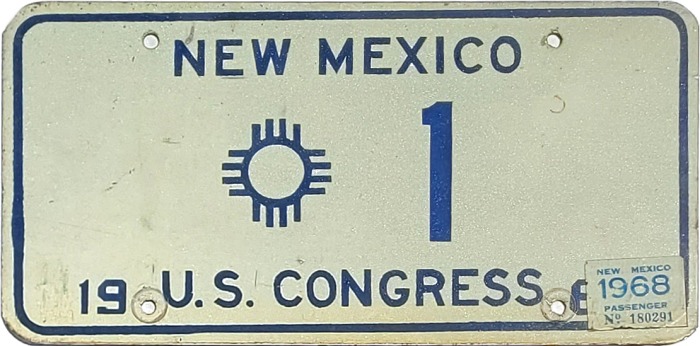 NEW MEXICO
1
19 U.S. CONGRESS
NEW MEXICO
1968
PASSENGER
Nº 180291